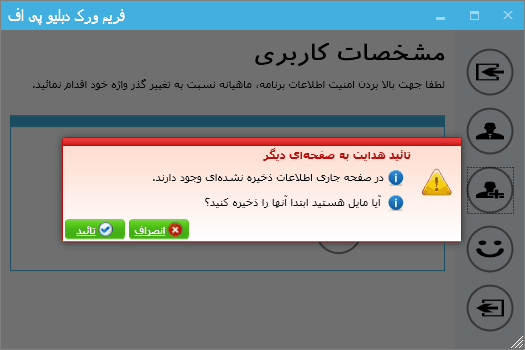 فریم ورک دبلیو پی اف
مشخصات کاربری
لطفا جهت بالا بردن امنیت اطلاعات برنامه، ماهیانه نسبت به تغییر گذر واژه خود اقدام نمائید.
تائید هدایت به صفحه‌ای دیگر
در صفحه جاری اطلاعات ذخیره نشده‌ای وجود دارند.
آیا مایل هستید ابتدا آنها را ذخیره کنید؟
انصراف
تائید